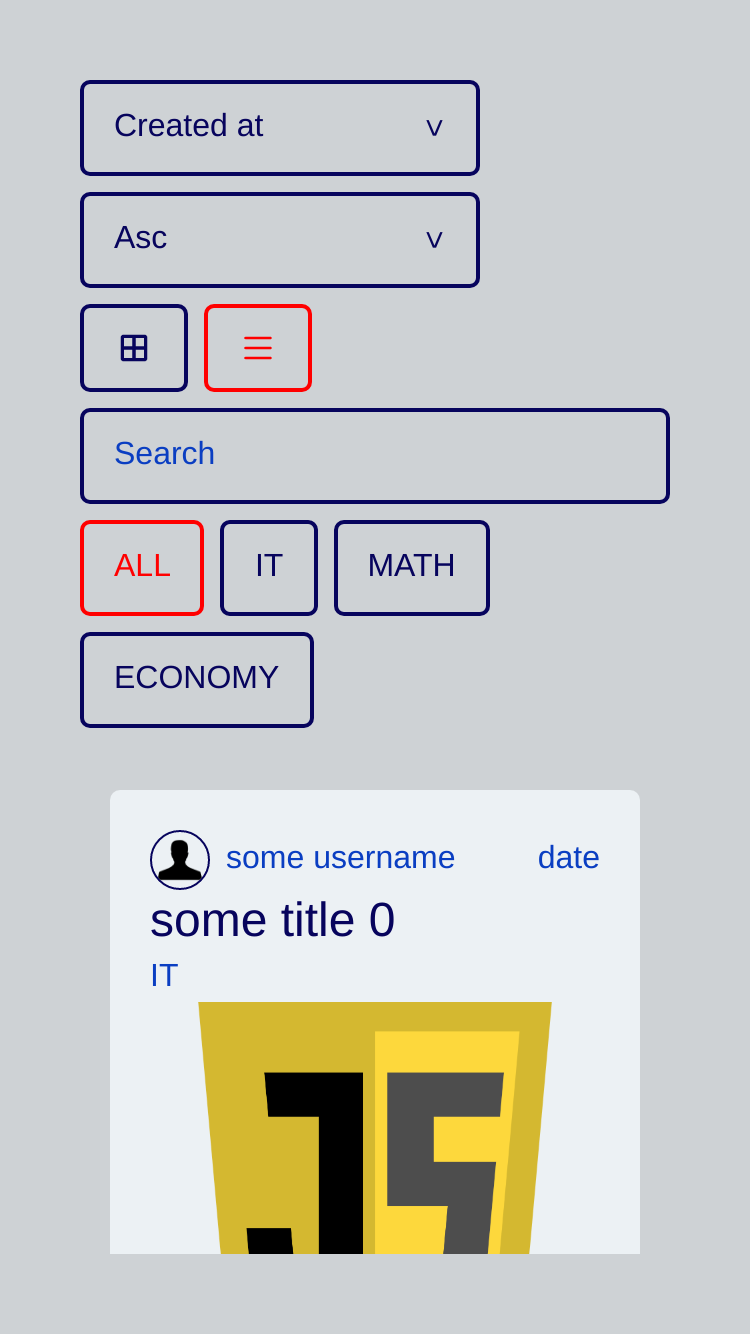 Created at
Asc
Search
ALL IT MATH
ECONOMY
some username date
some title 0
IT
JS